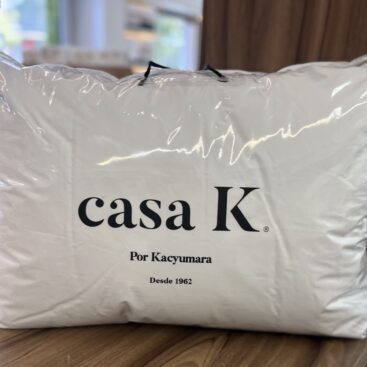 casa K®
Por Kacyumara
Desde 1962